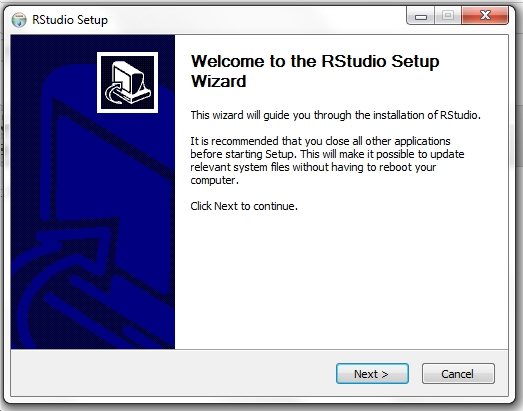 RStudio Setup
Welcome to the RStudio Setup
Wizard
This wizard will guide you through the installation of RStudio.
It is recommended that you close all other applications
before starting Setup. This will make it possible to update
relevant system files without having to reboot your
computer.
Click Next to continue.
Next >
Cancel